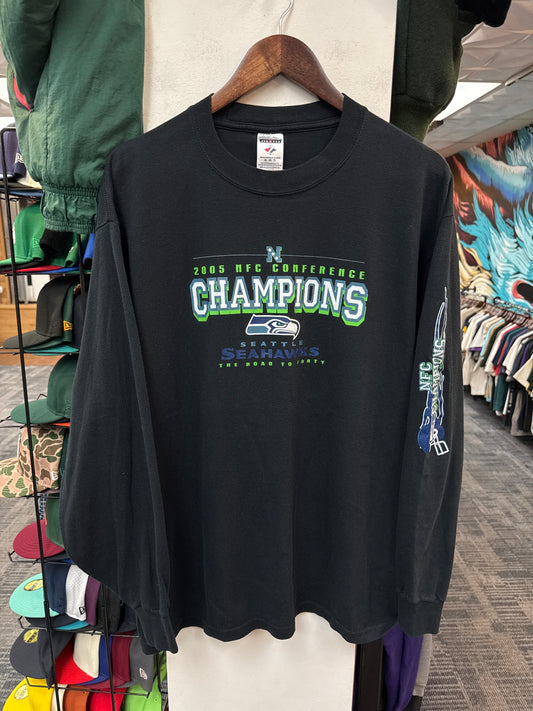 N
2005 NFC CONFERENCE
CHAMPIONS
SEATTLE
SEAHAWKS
THE ROAD TO FORTY
NFC